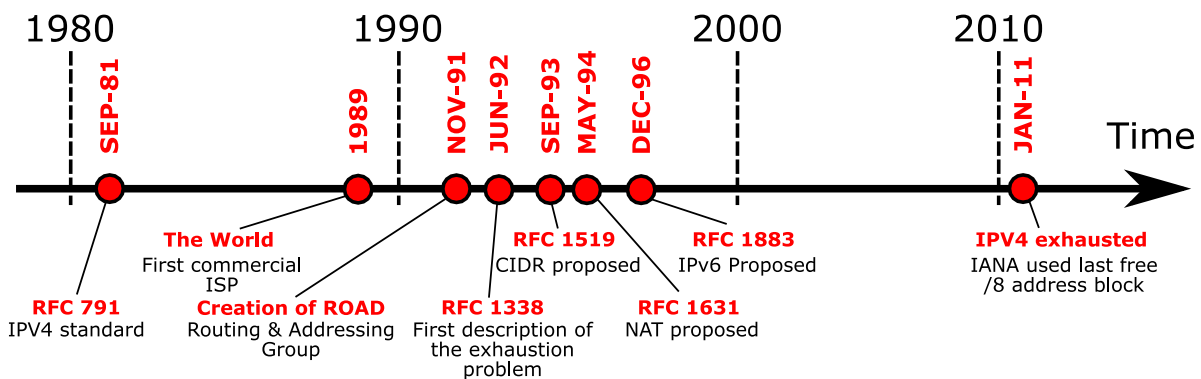 1980
1990
2000
2010
SEP-81
1989
NOV-91
JUN-92
SEP-93
MAY-94
DEC-96
JAN-11
Time
The World
First commercial
ISP
RFC 1519
CIDR proposed
RFC 1883
IPv6 Proposed
IPV4 exhausted
IANA used last free
/8 address block
RFC 791
IPV4 standard
Creation of ROAD
Routing & Addressing
Group
RFC 1338
First description of
the exhaustion
problem
RFC 1631
NAT proposed